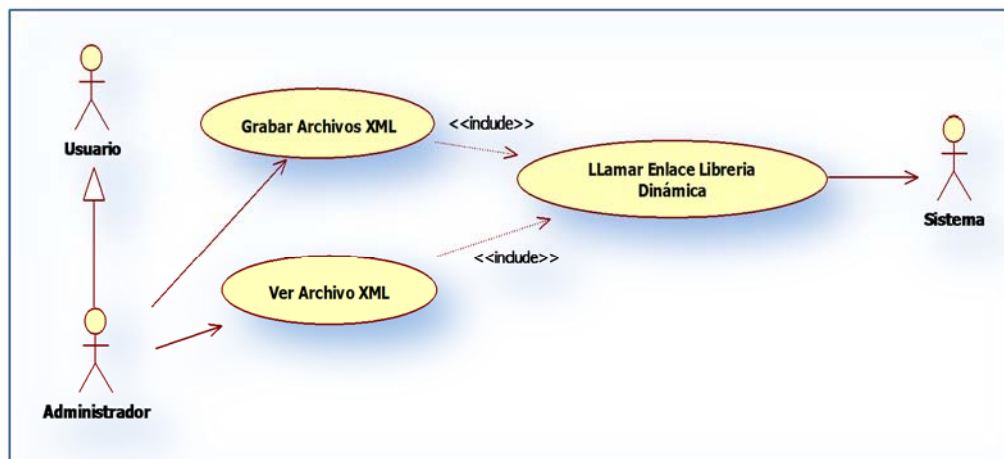 Usuario
Grabar Archivos XML
<<include>>
LLamar Enlace Libreria
Dinámica
Sistema
<<include>>
Ver Archivo XML
Administrador